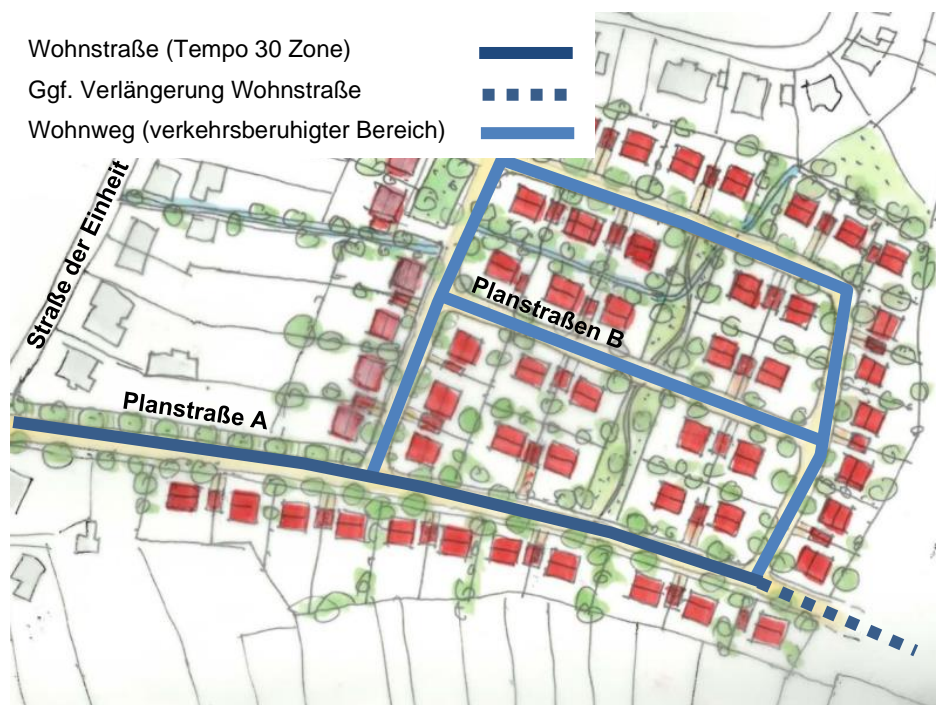 Wohnstraße (Tempo 30 Zone)
Ggf. Verlängerung Wohnstraße
Wohnweg (verkehrsberuhigter Bereich)
Straße der Einheit
Planstraßen B
Planstraße A